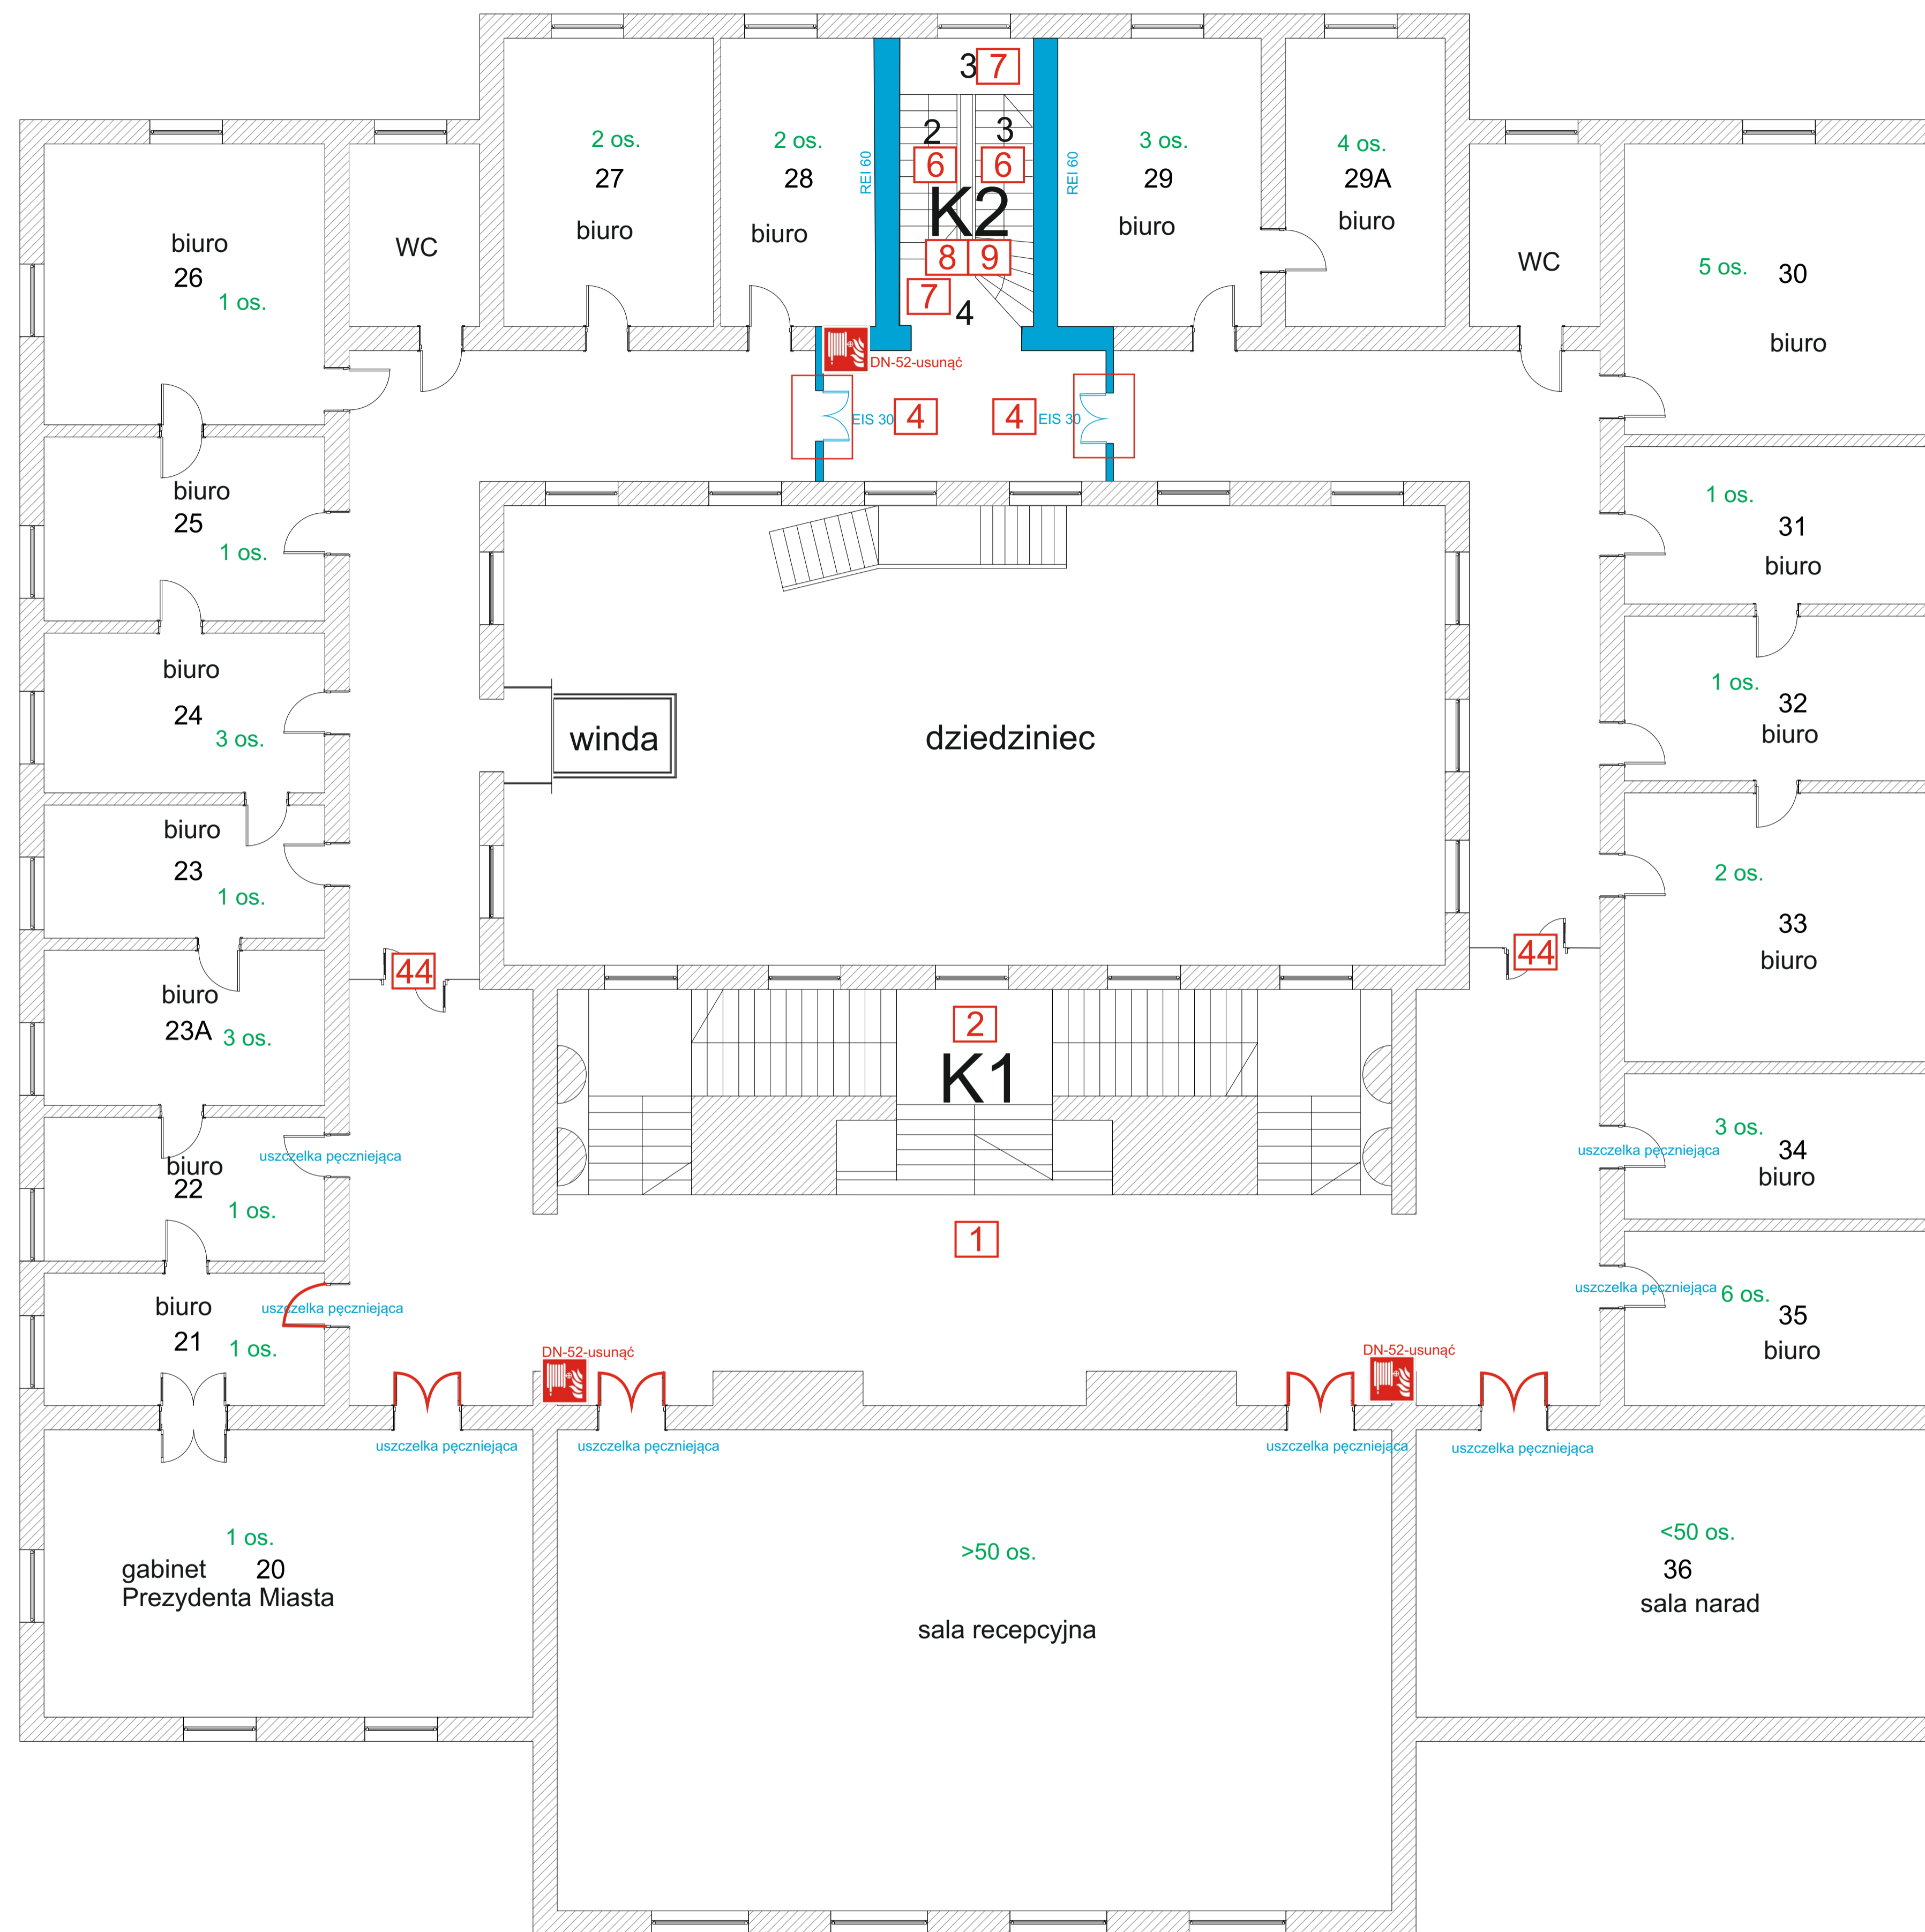 3 7
2 3
6 6
K2
8 9
7
4
REI 60
REI 60
2 os.
27
biuro
2 os.
28
biuro
3 os.
29
biuro
4 os.
29A
biuro
biuro
26
1 os.
WC
WC
5 os.
30
biuro
DN-52-usunąć
EIS 30
4
4
EIS 30
biuro
25
1 os.
1 os.
31
biuro
biuro
24
3 os.
winda
dziedziniec
1 os.
32
biuro
biuro
23
1 os.
2 os.
33
biuro
44
44
biuro
23A
3 os.
2
K1
uszczelka pęczniejąca
biuro
22
1 os.
3 os.
uszczelka pęczniejąca
34
biuro
1
uszczelka pęczniejąca
biuro
21
1 os.
uszczelka pęczniejąca
6 os.
35
biuro
DN-52-usunąć
DN-52-usunąć
uszczelka pęczniejąca
uszczelka pęczniejąca
uszczelka pęczniejąca
uszczelka pęczniejąca
1 os.
gabinet 20
Prezydenta Miasta
>50 os.
sala recepcyjna
<50 os.
36
sala narad